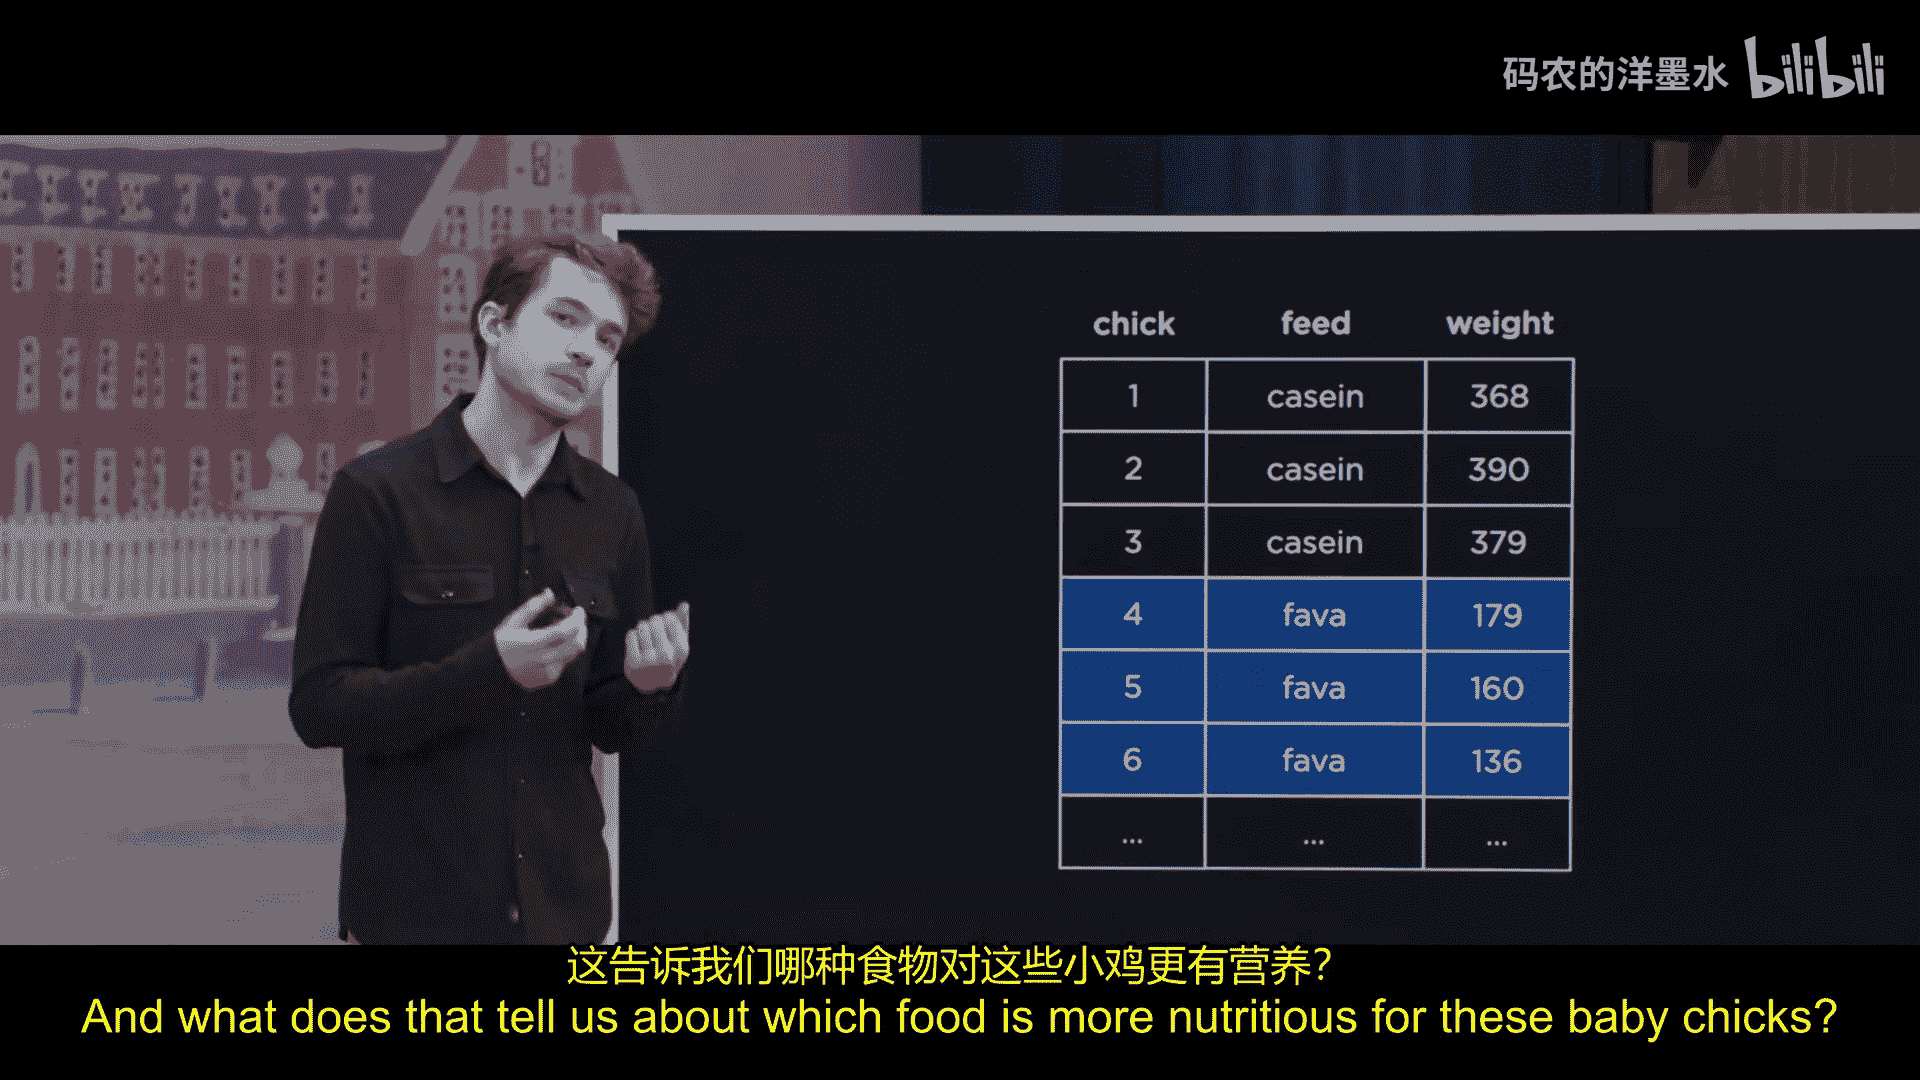 码农的洋墨水 bilibili
chick feed weight
1 casein 368
2 casein 390
3 casein 379
4 fava 179
5 fava 160
6 fava 136
... ... ...
这告诉我们哪种食物对这些小鸡更有营养?
And what does that tell us about which food is more nutritious for these baby chicks?